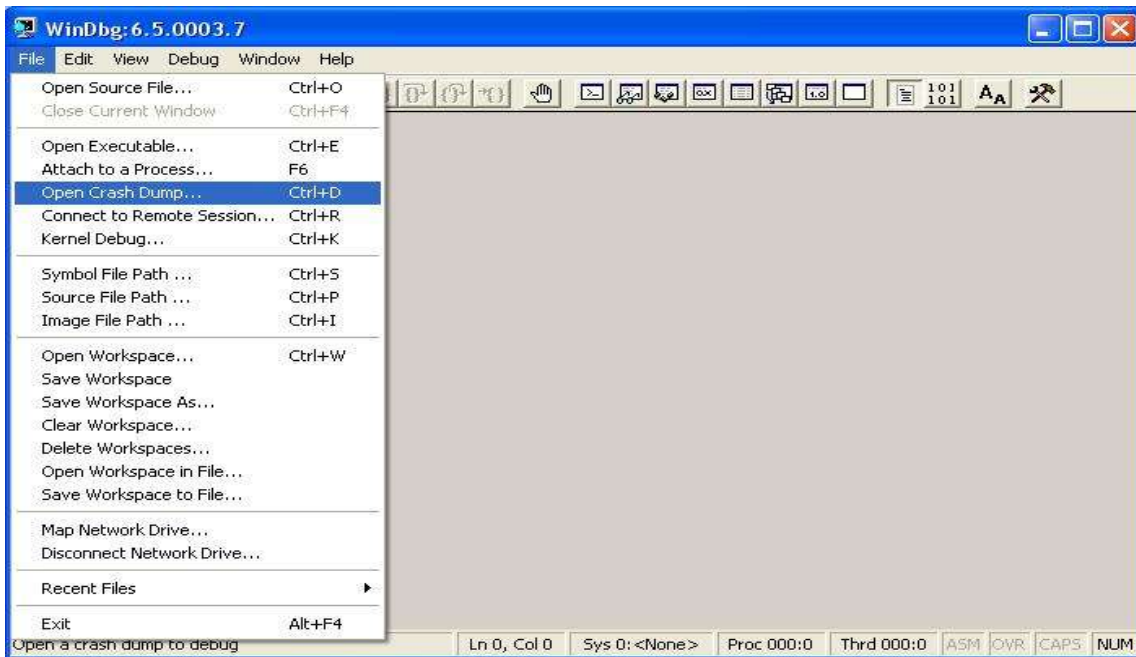 WinDbg:6.5.0003.7
File Edit View Debug Window Help
Open Source File... Ctrl+O
Close Current Window Ctrl+F4
Open Executable... Ctrl+E
Attach to a Process... F6
Open Crash Dump... Ctrl+D
Connect to Remote Session... Ctrl+R
Kernel Debug... Ctrl+K
Symbol File Path ... Ctrl+S
Source File Path ... Ctrl+P
Image File Path ... Ctrl+I
Open Workspace... Ctrl+W
Save Workspace
Save Workspace As...
Clear Workspace...
Delete Workspaces...
Open Workspace in File...
Save Workspace to File...
Map Network Drive...
Disconnect Network Drive...
Recent Files
Exit Alt+F4
Open a crash dump to debug Ln 0, Col 0 Sys 0:<None> Proc 000:0 Thrd 000:0 ASM OVR CAPS NUM